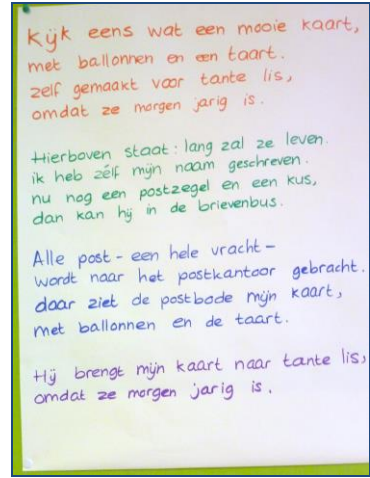 Kijk eens wat een mooie kaart,
met ballonnen en een taart.
zelf gemaakt voor tante lis,
omdat ze morgen jarig is.
Hierboven staat: lang zal ze leven.
ik heb zélf mijn naam geschreven.
nu nog een postzegel en een kus,
dan kan hij in de brievenbus.
Alle post - een hele vracht -
wordt naar het postkantoor gebracht.
daar ziet de postbode mijn kaart,
met ballonnen en de taart.
Hij brengt mijn kaart naar tante lis,
omdat ze morgen jarig is.